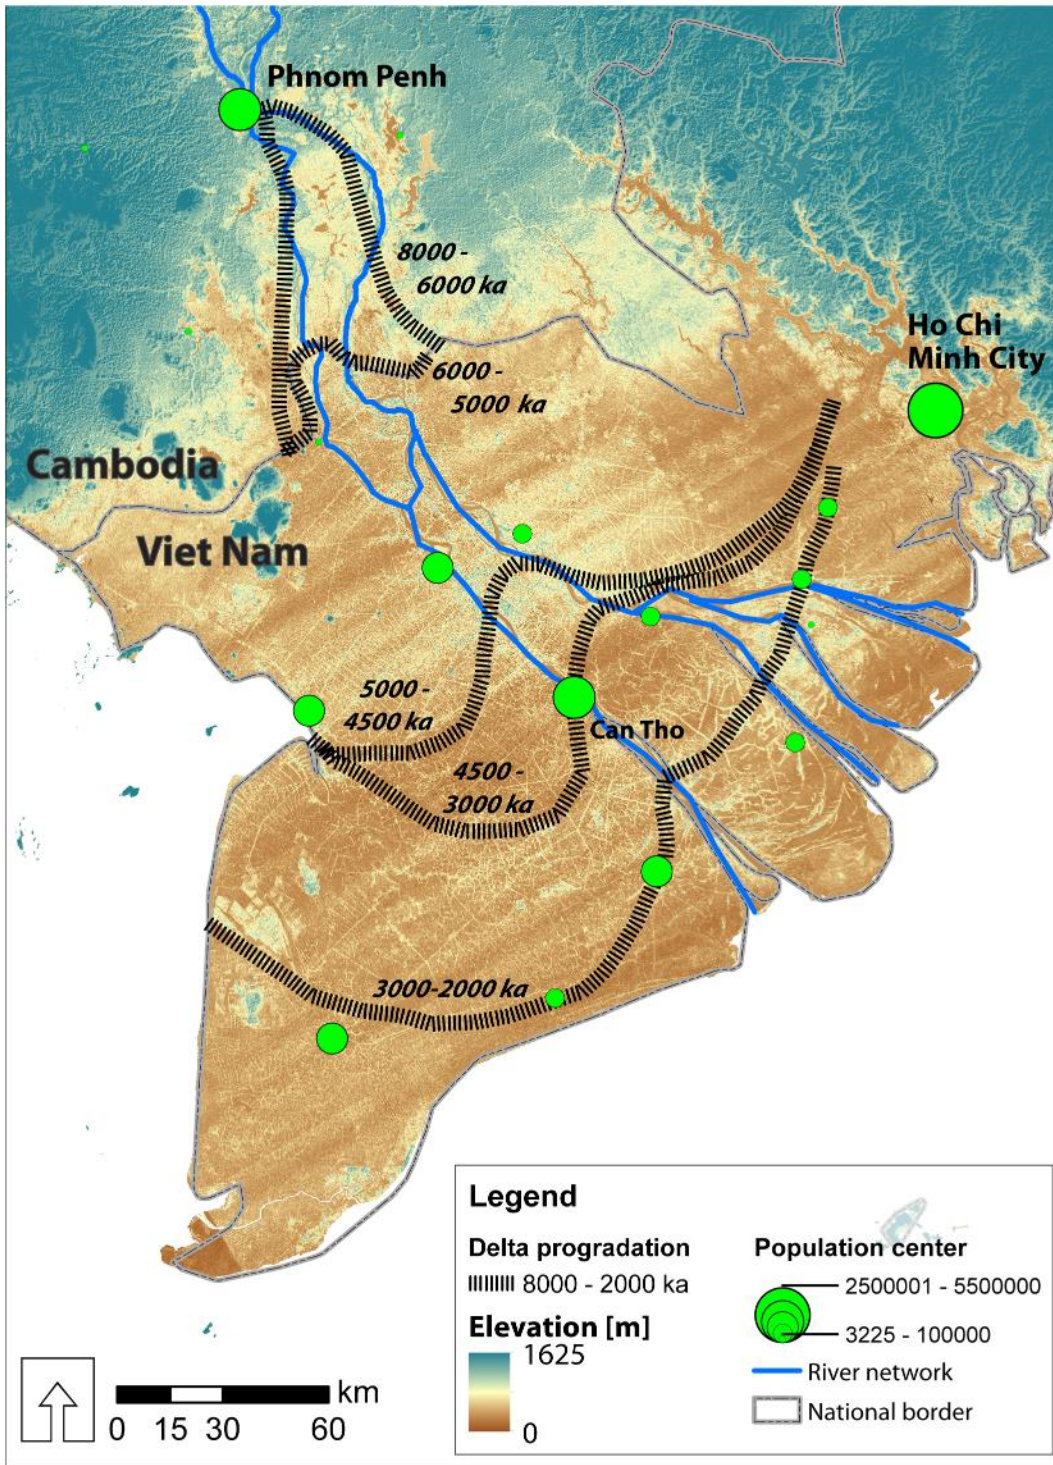 Phnom Penh
8000 -
6000 ka
Ho Chi
Minh City
6000 -
5000 ka
Cambodia
Viet Nam
5000 -
4500 ka
Can Tho
4500 -
3000 ka
3000-2000 ka
Legend
Delta progradation
8000 - 2000 ka
Elevation [m]
1625
0
Population center
2500001 - 5500000
3225 - 100000
River network
National border
km
0 15 30 60